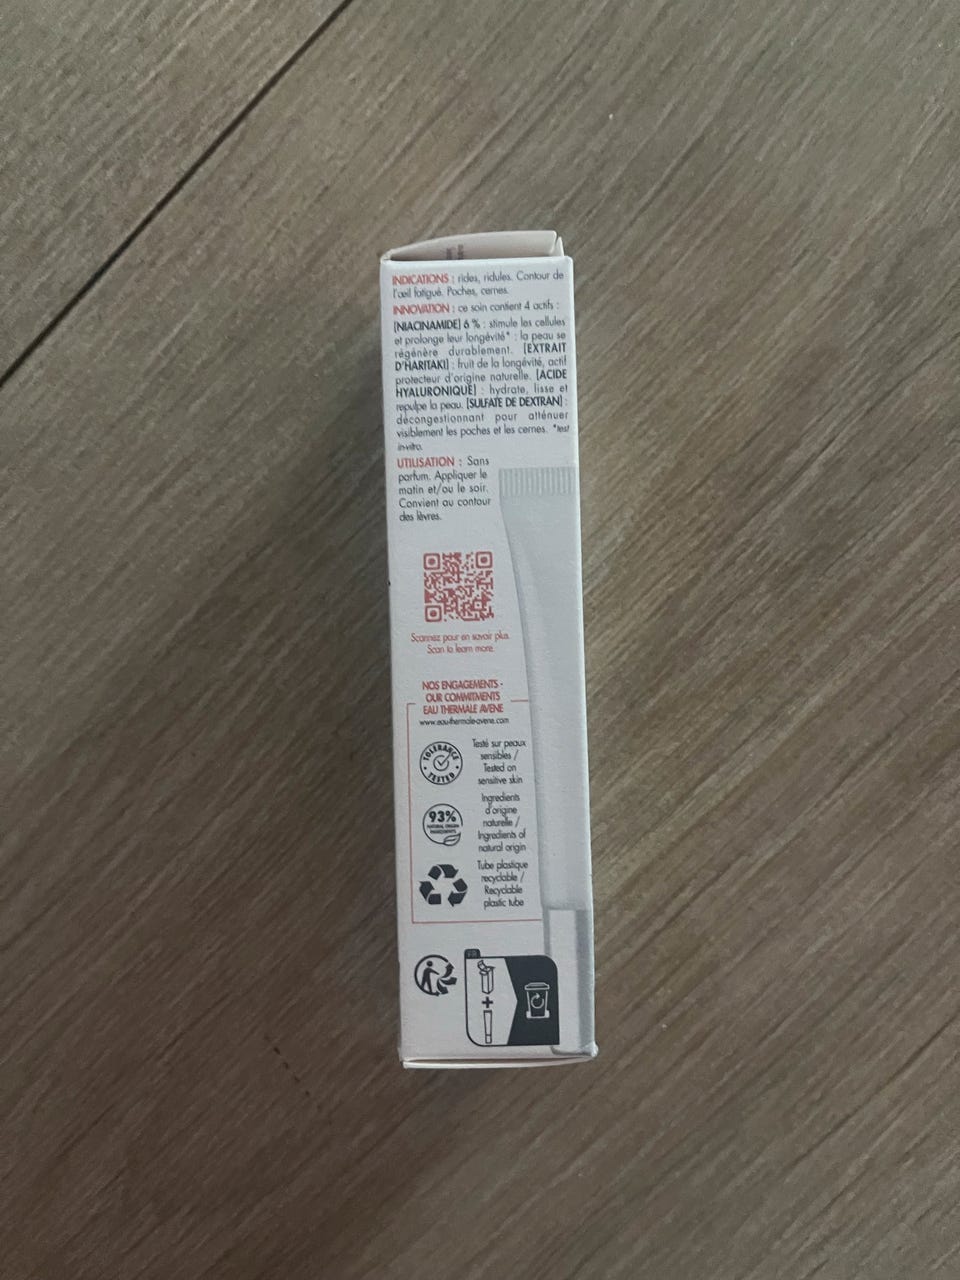 INDICATIONS : rides, ridules. Contour de
l'œil fatigué. Poches, cernes.
INNOVATION : ce soin contient 4 actifs :
[NIACINAMIDE] 6 % : stimule les cellules
et prolonge leur longévité* : la peau se
régénère durablement. [EXTRAIT
D'HARITAKI] : fruit de la longévité, actif
protecteur d'origine naturelle. [ACIDE
HYALURONIQUE] : hydrate, lisse et
repulpe la peau. [SULFATE DE DEXTRAN] :
décongestionnant pour atténuer
visiblement les poches et les cernes. *test
in-vitro.
UTILISATION : Sans
parfum. Appliquer le
matin et/ou le soir.
Convient au contour
des lèvres.
Scannez pour en savoir plus.
Scan to learn more.
NOS ENGAGEMENTS -
OUR COMMITMENTS
EAU THERMALE AVENE
www.eau-thermale-avene.com
TOLERANCE
TESTED
Testé sur peaux
sensibles /
Tested on
sensitive skin
93%
NATURAL ORIGIN
INGREDIENTS
Ingredients
d'origine
naturelle /
Ingredients of
natural origin
Tube plastique
recyclable /
Recyclable
plastic tube
FR
+